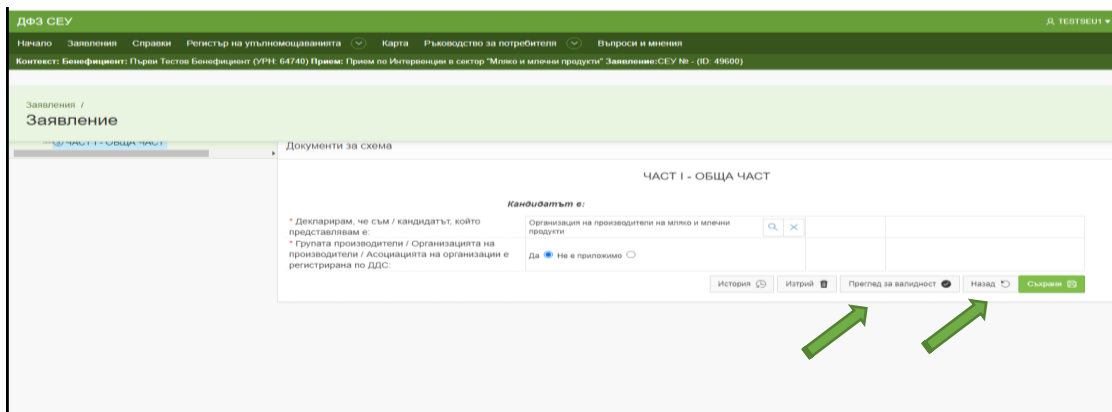 ДФЗ СЕУ
TESTSEU1
Начало Заявления Справки Регистър на упълномощаванията Карта Ръководство за потребителя Въпроси и мнения
Контекст: Бенефициент: Първи Тестов Бенефициент (УРН: 64740) Прием: Прием по Интервенции в сектор "Мляко и млечни продукти" Заявление:СЕУ № - (ID: 49600)
Заявления /
Заявление
ЧАСТ I - ОБЩА ЧАСТ
Документи за схема
ЧАСТ I - ОБЩА ЧАСТ
Кандидатът е:
* Декларирам, че съм / кандидатът, който
представлявам е:
Организация на производители на мляко и млечни
продукти
* Групата производители / Организацията на
производители / Асоциацията на организации е
регистрирана по ДДС:
Да Не е приложимо
История Изтрий Преглед за валидност Назад Съхрани